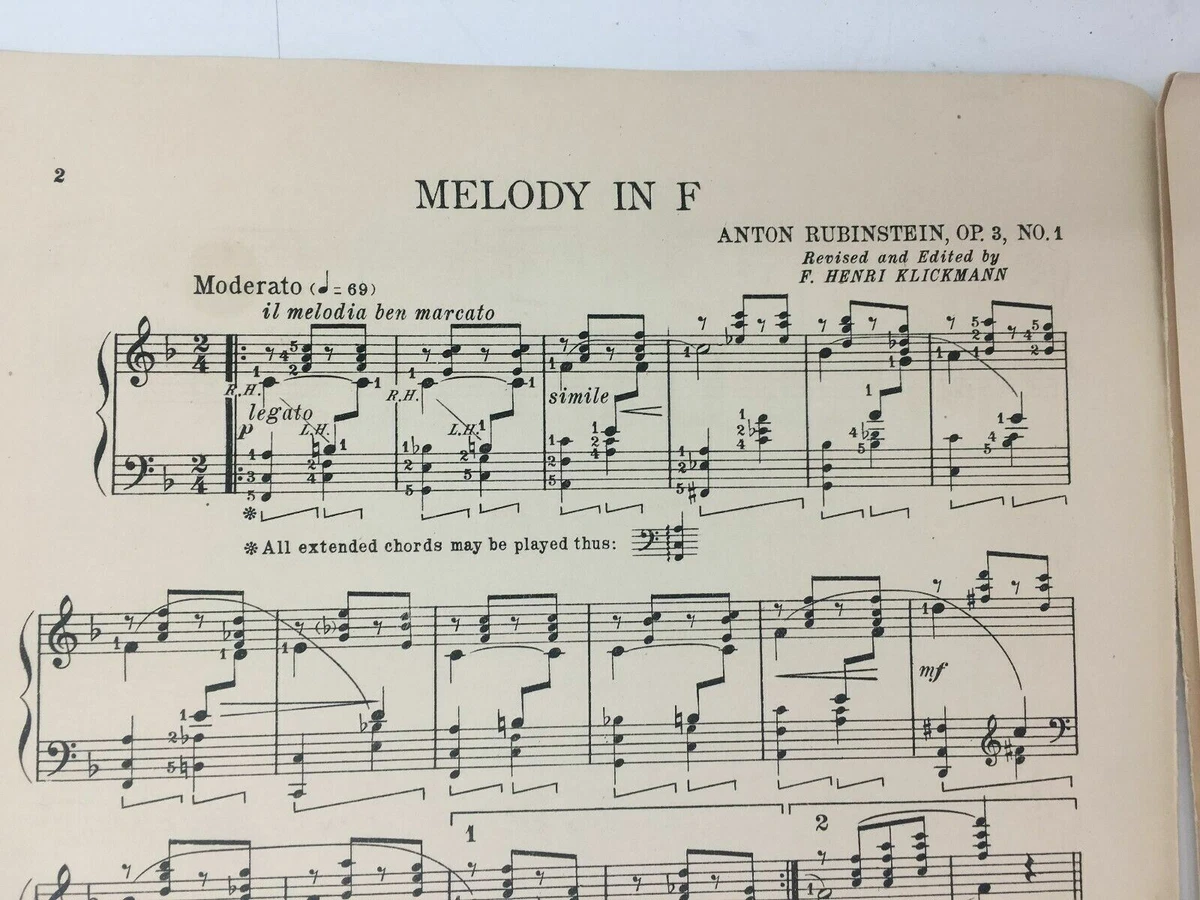 2
MELODY IN F
ANTON RUBINSTEIN, OP. 3, NO. 1
Revised and Edited by
F. HENRI KLICKMANN
Moderato (♩= 69)
il melodia ben marcato
R.H.
R.H.
legato
simile
p
L.H.
L.H.
※All extended chords may be played thus:
mf
1
2